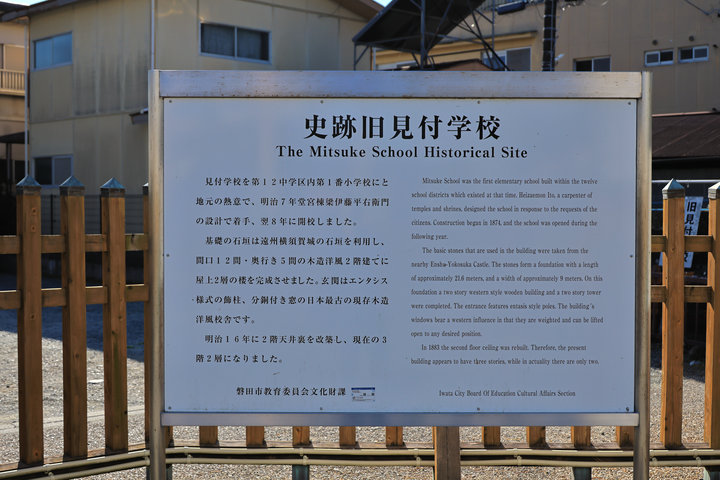 史跡旧見付学校
The Mitsuke School Historical Site
見付学校を第12中学区内第1番小学校にと
地元の熱意で、明治7年堂宮棟梁伊藤平右衛門
の設計で着手、翌8年に開校しました。
基礎の石垣は遠州横須賀城の石垣を利用し、
間口12間・奥行き5間の木造洋風2階建てに
屋上2層の楼を完成させました。玄関はエンタシス
様式の飾柱、分銅付き窓の日本最古の現存木造
洋風校舎です。
明治16年に2階天井裏を改築し、現在の3
階2層になりました。
磐田市教育委員会文化財課
Mitsuke School was the first elementary school built within the twelve
school districts which existed at that time. Heizaemon Ito, a carpenter of
temples and shrines, designed the school in response to the requests of the
citizens. Construction began in 1874, and the school was opened during the
following year.
The basic stones that are used in the building were taken from the
nearby Enshu-Yokosuka Castle. The stones form a foundation with a length
of approximately 21.6 meters, and a width of approximately 9 meters. On this
foundation a two story western style wooden building and a two story tower
were completed. The entrance features entasis style poles. The building's
windows bear a western influence in that they are weighted and can be lifted
open to any desired position.
In 1883 the second floor ceiling was rebuilt. Therefore, the present
building appears to have three stories, while in actuality there are only two.
Iwata City Board Of Education Cultural Affairs Section